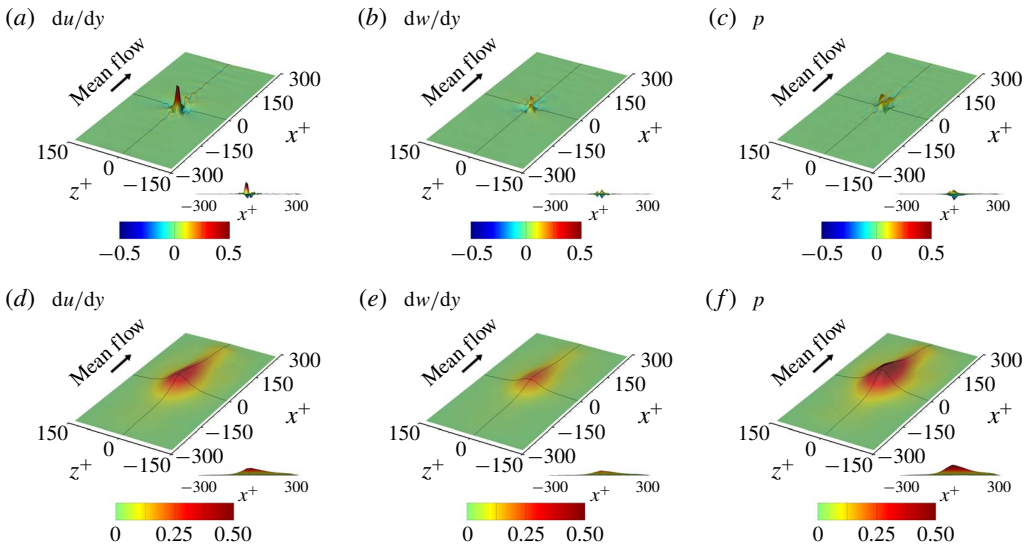 (a) du/dy
Mean flow
300
150
0
x+
−150
−300
150
0
−150
z+
−300 x+ 300
−0.5 0 0.5
(b) dw/dy
Mean flow
300
150
0
x+
−150
−300
150
0
−150
z+
−300 x+ 300
−0.5 0 0.5
(c) p
Mean flow
300
150
0
x+
−150
−300
150
0
−150
z+
−300 x+ 300
−0.5 0 0.5
(d) du/dy
Mean flow
300
150
0
x+
−150
−300
150
0
−150
z+
−300 x+ 300
0 0.25 0.50
(e) dw/dy
Mean flow
300
150
0
x+
−150
−300
150
0
−150
z+
−300 x+ 300
0 0.25 0.50
(f) p
Mean flow
300
150
0
x+
−150
−300
150
0
−150
z+
−300 x+ 300
0 0.25 0.50